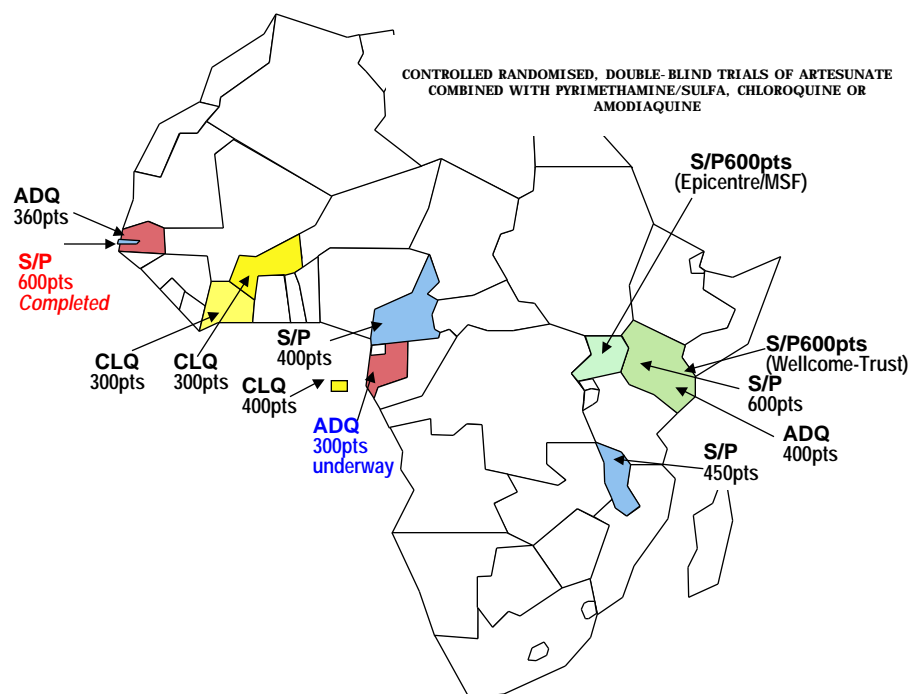 CONTROLLED RANDOMISED, DOUBLE-BLIND TRIALS OF ARTESUNATE
COMBINED WITH PYRIMETHAMINE/SULFA, CHLOROQUINE OR
AMODIAQUINE
S/P600pts
(Epicentre/MSF)
ADQ
360pts
S/P
600pts
Completed
CLQ
300pts
CLQ
300pts
S/P
400pts
CLQ
400pts
ADQ
300pts
underway
S/P600pts
(Wellcome-Trust)
S/P
600pts
ADQ
400pts
S/P
450pts